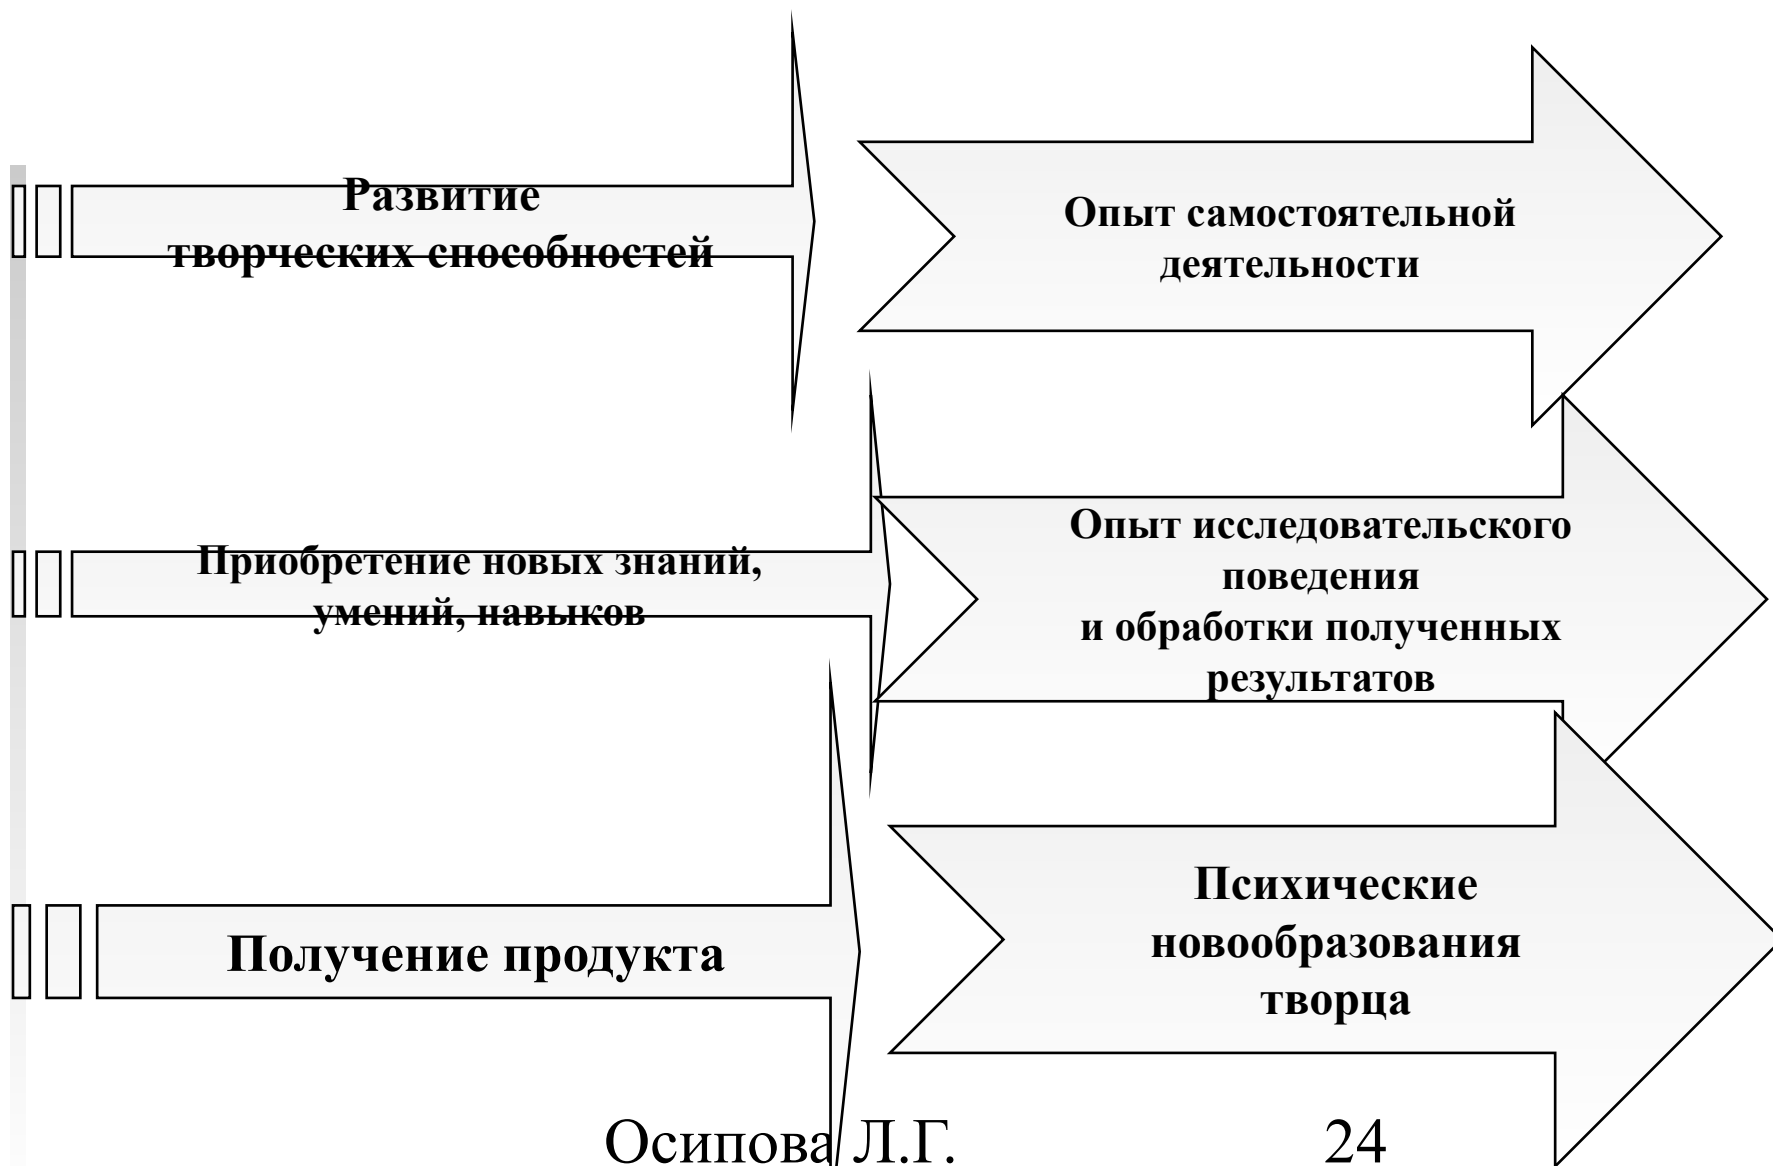 Развитие
творческих способностей
Опыт самостоятельной
деятельности
Приобретение новых знаний,
умений, навыков
Опыт исследовательского
поведения
и обработки полученных
результатов
Получение продукта
Психические
новообразования
творца
Осипова Л.Г.
24